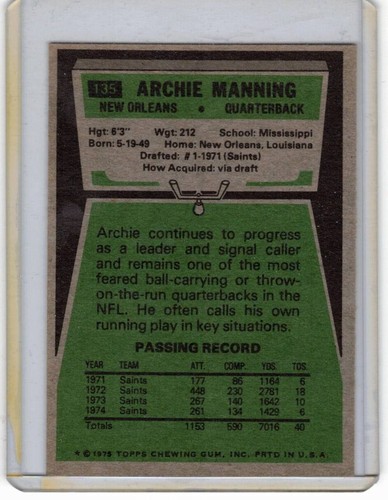 135 ARCHIE MANNING
NEW ORLEANS • QUARTERBACK
Hgt: 6'3" Wgt: 212 School: Mississippi
Born: 5-19-49 Home: New Orleans, Louisiana
Drafted: #1-1971 (Saints)
How Acquired: via draft
Archie continues to progress
as a leader and signal caller
and remains one of the most
feared ball-carrying or throw-
on-the-run quarterbacks in the
NFL. He often calls his own
running play in key situations.
PASSING RECORD
YEAR TEAM ATT. COMP. YDS. TDS.
1971 Saints 177 86 1164 6
1972 Saints 448 230 2781 18
1973 Saints 267 140 1642 10
1974 Saints 261 134 1429 6
Totals 1153 590 7016 40
* © 1975 TOPPS CHEWING GUM, INC. PRTD IN U.S.A.